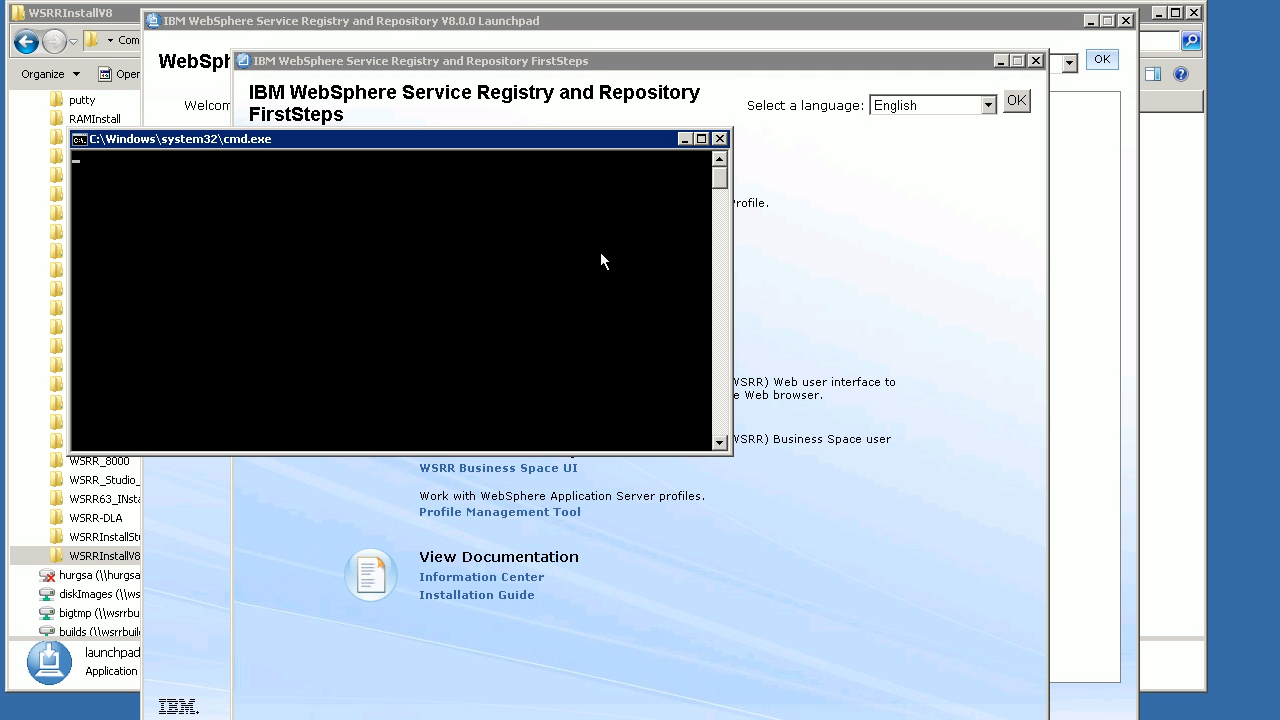 WSRRInstallV8
IBM WebSphere Service Registry and Repository V8.0.0 Launchpad
Com
WebSph
OK
IBM WebSphere Service Registry and Repository FirstSteps
Organize
Open
IBM WebSphere Service Registry and Repository
FirstSteps
Select a language:
English
OK
putty
RAMInstall
Welcom
C:\Windows\system32\cmd.exe
Profile.
WSRR) Web user interface to
e Web browser.
WSRR) Business Space user
WSRR_8000
WSRR Business Space UI
WSRR_Studio_
WSRR63_INsta
Work with WebSphere Application Server profiles.
Profile Management Tool
WSRR-DLA
WSRRInstallSt
WSRRInstallV8
View Documentation
Information Center
Installation Guide
hurgsa (\\hurgsa
diskImages (\\ws
bigtmp (\\wsrrbu
builds (\\wsrrbuil
launchpad
Application
IBM.